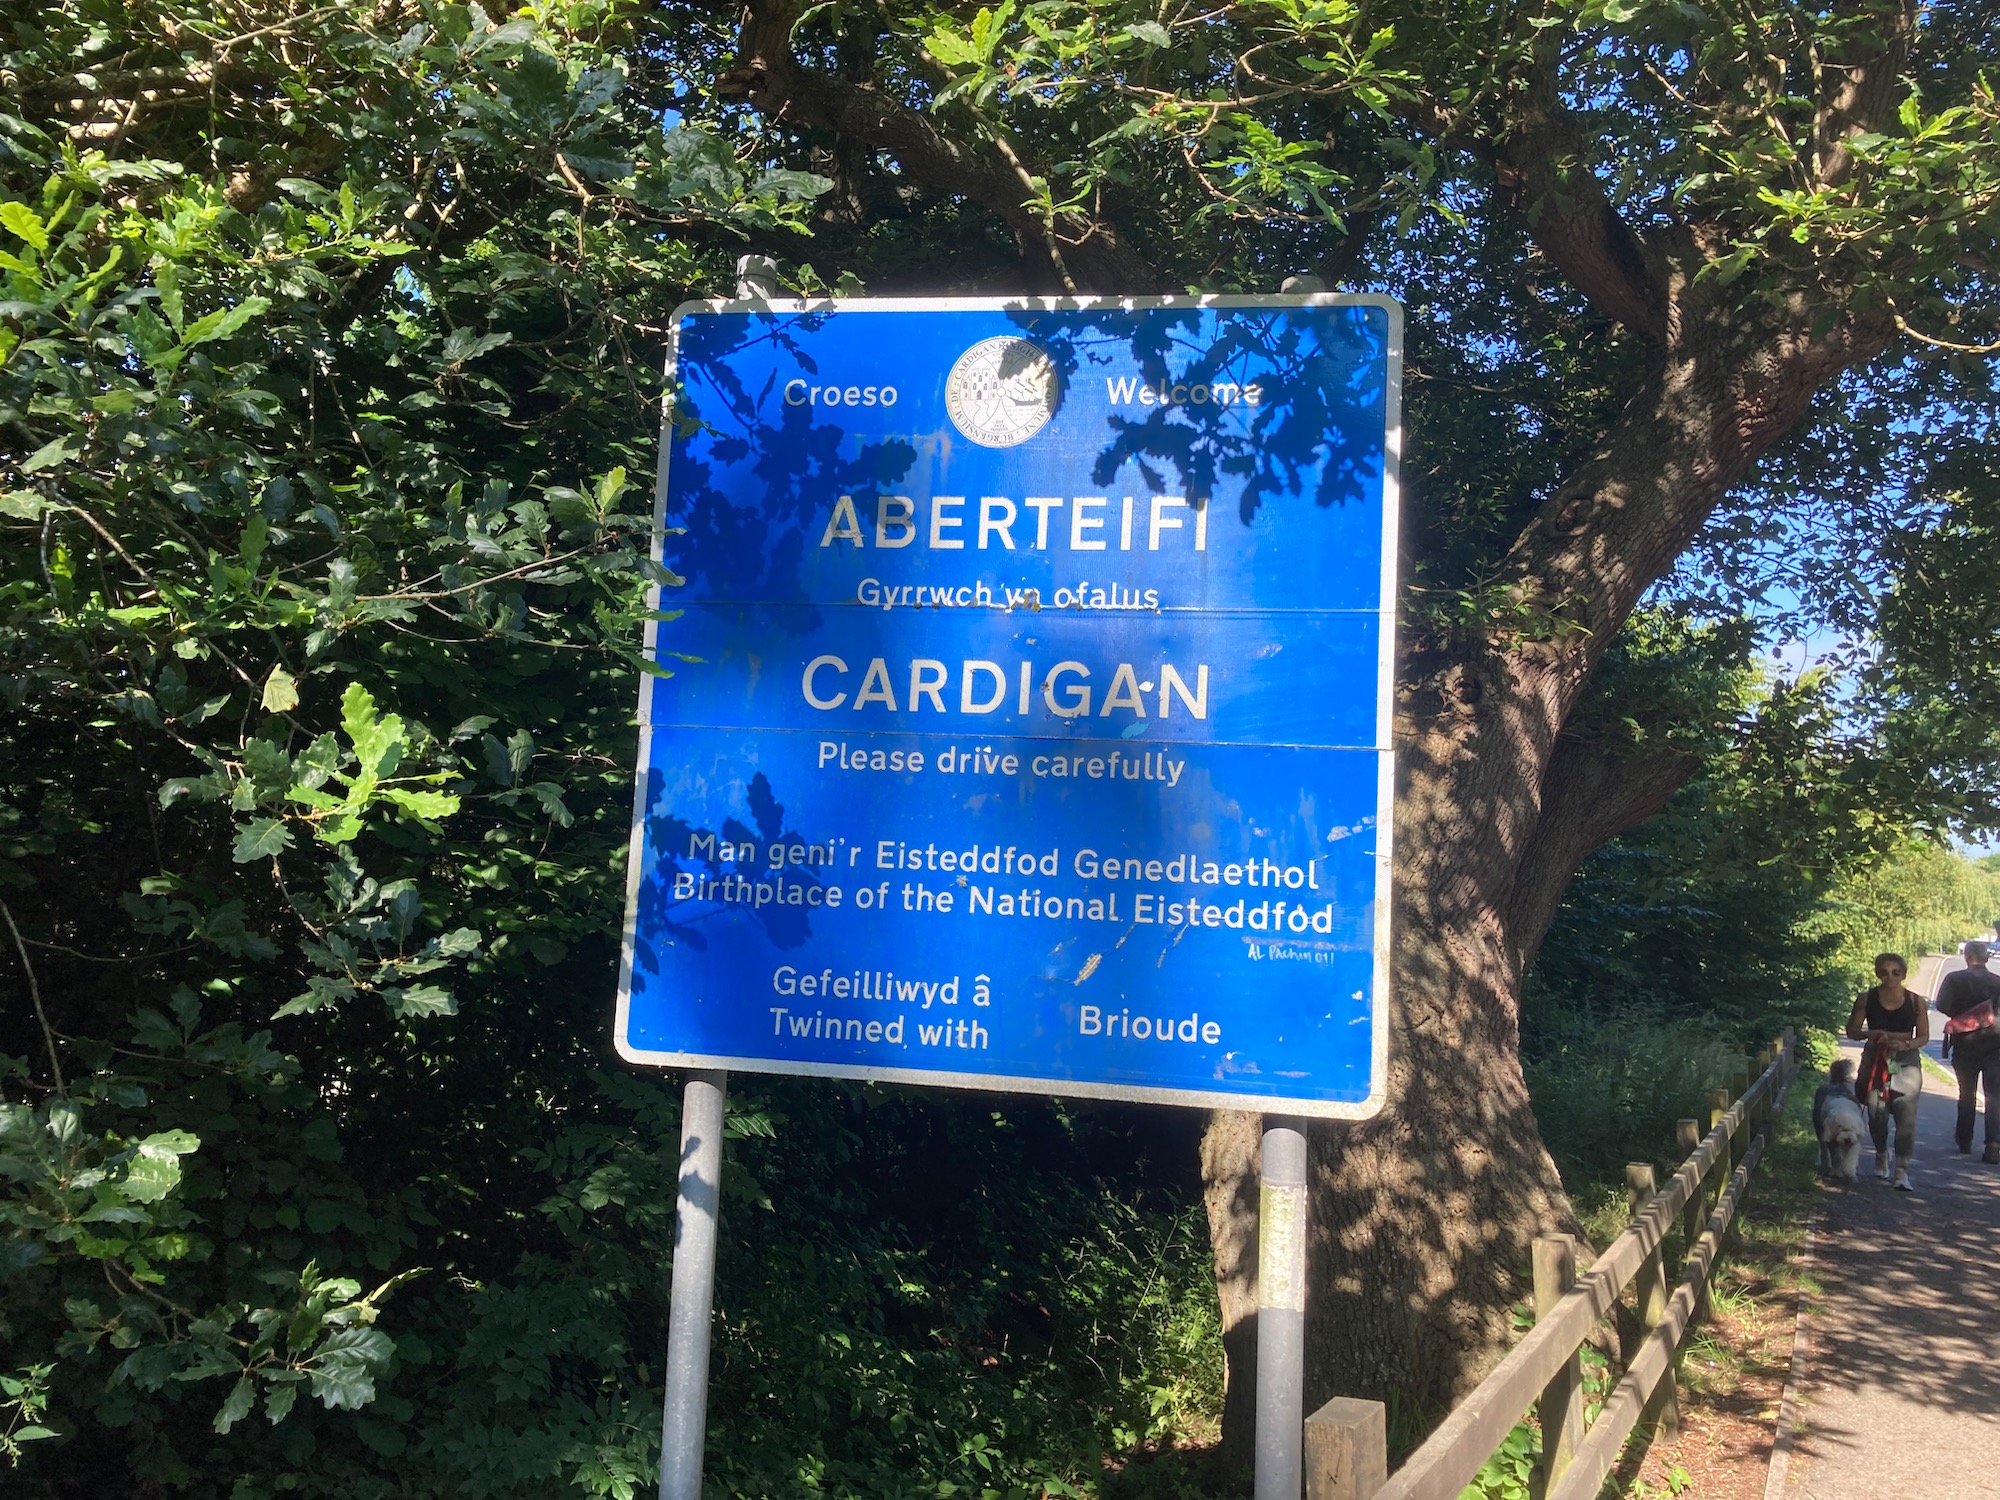 Croeso Welcome
ABERTEIFI
Gyrrwch yn ofalus
CARDIGAN
Please drive carefully
Man geni'r Eisteddfod Genedlaethol
Birthplace of the National Eisteddfod
Gefeilliwyd â
Twinned with
Brioude